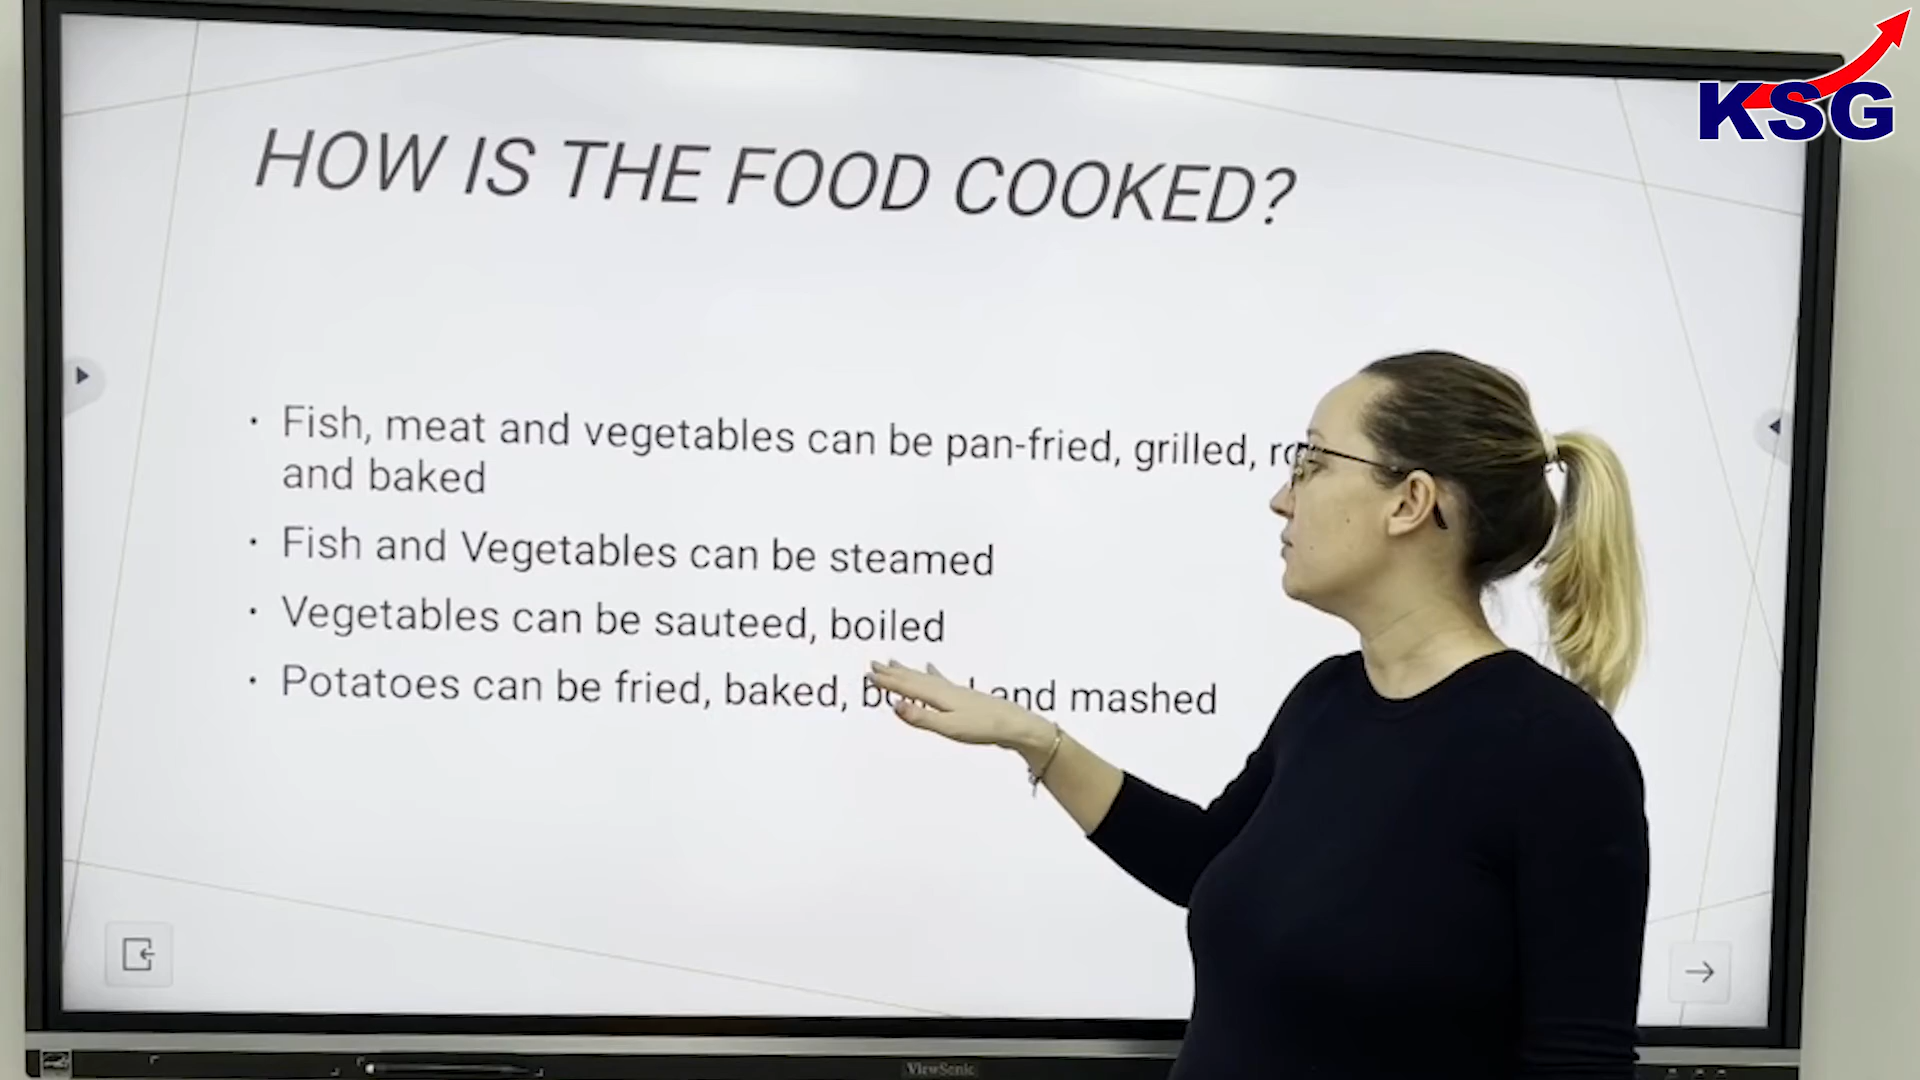 KSG
HOW IS THE FOOD COOKED?
• Fish, meat and vegetables can be pan-fried, grilled,
and baked
• Fish and Vegetables can be steamed
• Vegetables can be sauteed, boiled
• Potatoes can be fried, baked, and mashed
ViewSonic